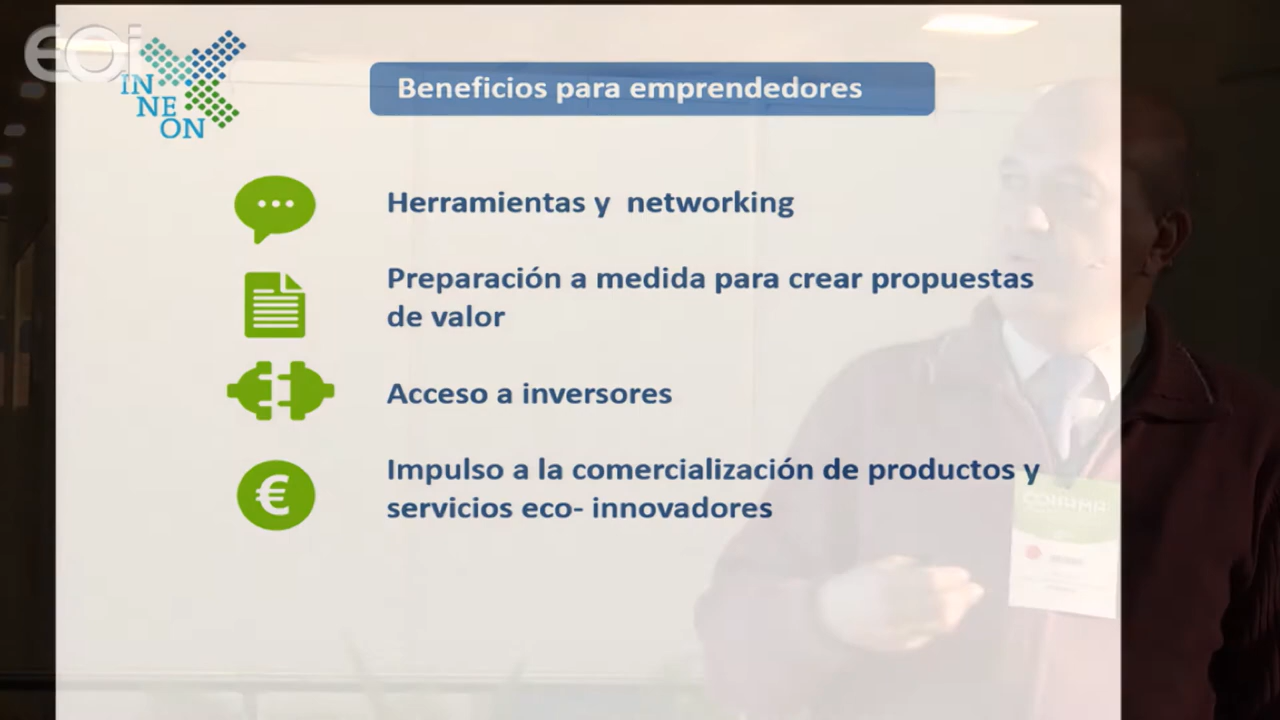 eoi
IN
NE
ON
Beneficios para emprendedores
Herramientas y networking
Preparación a medida para crear propuestas
de valor
Acceso a inversores
Impulso a la comercialización de productos y
servicios eco- innovadores
€